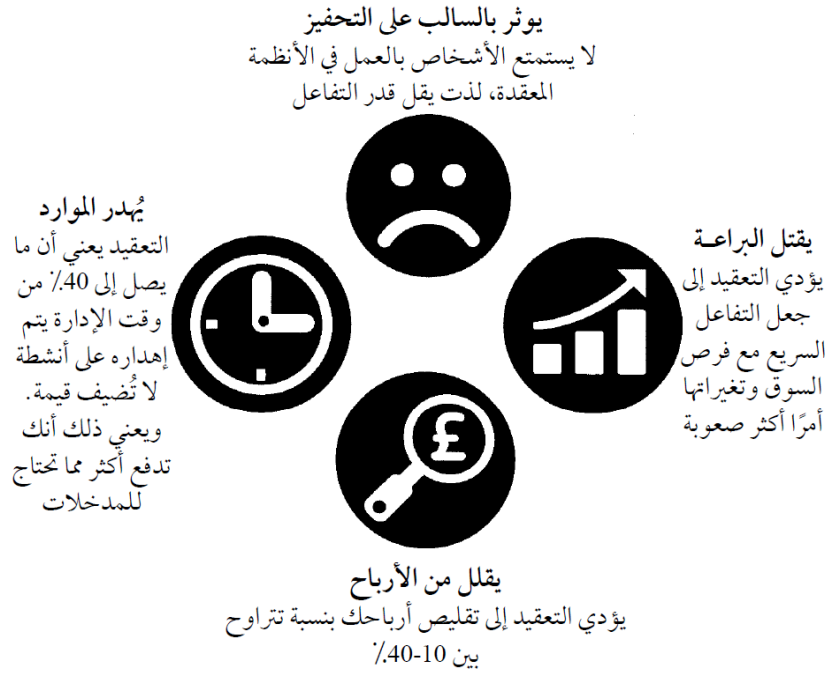 يوثر بالسالب على التحفيز
لا يستمتع الأشخاص بالعمل في الأنظمة
المعقدة، لذت يقل قدر التفاعل
يقتل البراعـة
يؤدي التعقيد إلى
جعل التفاعل
السريع مع فرص
السوق وتغيراتها
أمرًا أكثر صعوبة
يُهدر الموارد
التعقيد يعني أن ما
يصل إلى 40٪ من
وقت الإدارة يتم
إهداره على أنشطة
لا تُضيف قيمة.
ويعني ذلك أنك
تدفع أكثر مما تحتاج
للمدخلات
£
يقلل من الأرباح
يؤدي التعقيد إلى تقليص أرباحك بنسبة تتراوح
بين 10-40٪